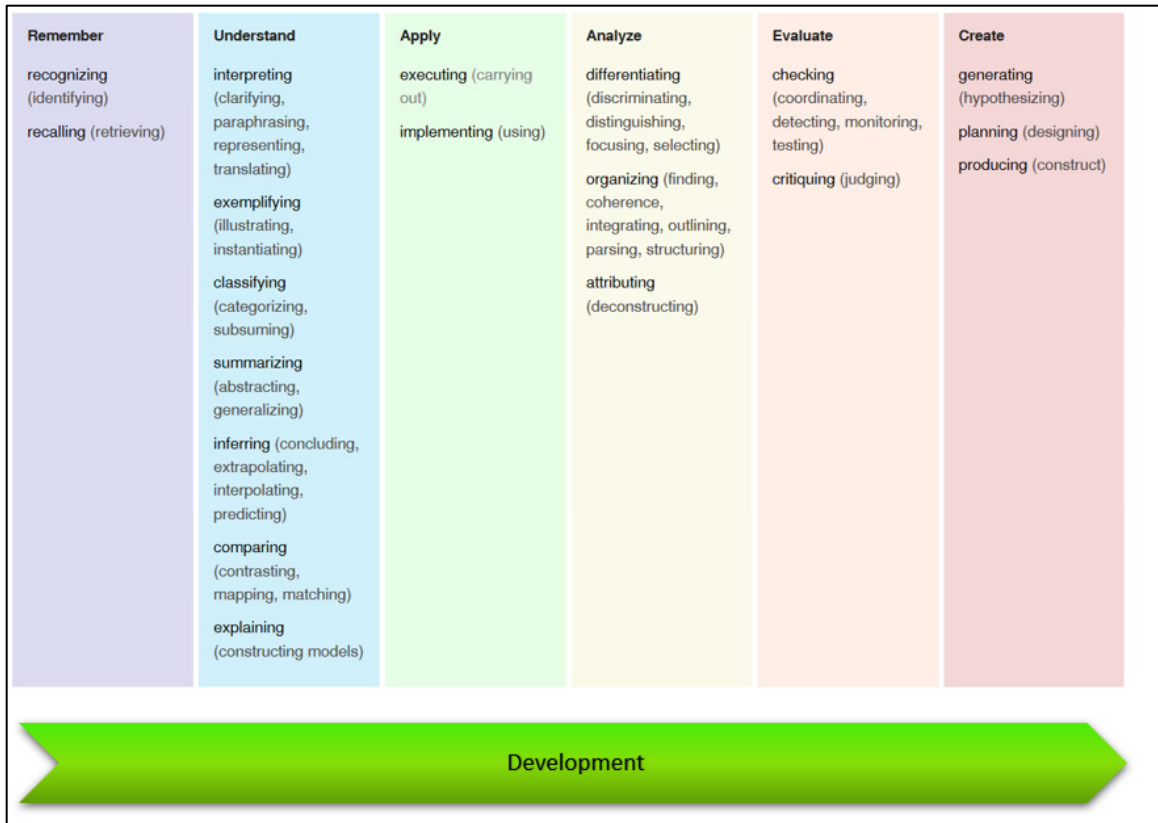 Remember
recognizing
(identifying)
recalling (retrieving)
Understand
interpreting
(clarifying,
paraphrasing,
representing,
translating)
exemplifying
(illustrating,
instantiating)
classifying
(categorizing,
subsuming)
summarizing
(abstracting,
generalizing)
inferring (concluding,
extrapolating,
interpolating,
predicting)
comparing
(contrasting,
mapping, matching)
explaining
(constructing models)
Apply
executing (carrying
out)
implementing (using)
Analyze
differentiating
(discriminating,
distinguishing,
focusing, selecting)
organizing (finding,
coherence,
integrating, outlining,
parsing, structuring)
attributing
(deconstructing)
Evaluate
checking
(coordinating,
detecting, monitoring,
testing)
critiquing (judging)
Create
generating
(hypothesizing)
planning (designing)
producing (construct)
Development